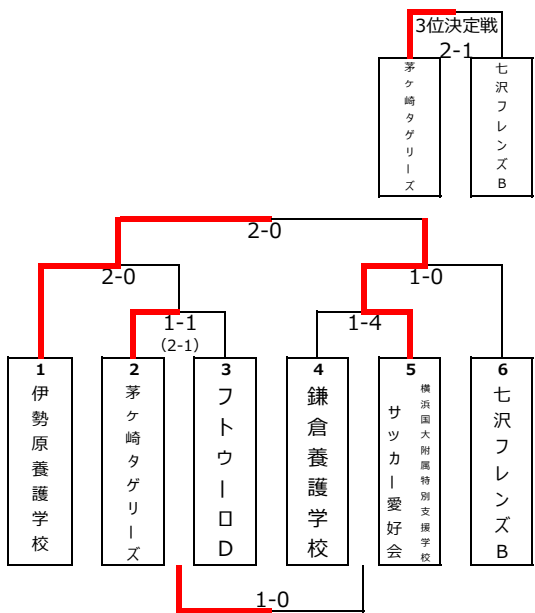 3位決定戦
2-1
茅ケ崎タゲリーズ
七沢フレンズB
2-0
2-0
1-0
1-1
(2-1)
1-4
1
伊勢原養護学校
2
茅ケ崎タゲリーズ
3
フトウーロD
4
鎌倉養護学校
5
横浜国大附属特別支援学校
サッカー愛好会
6
七沢フレンズB
1-0